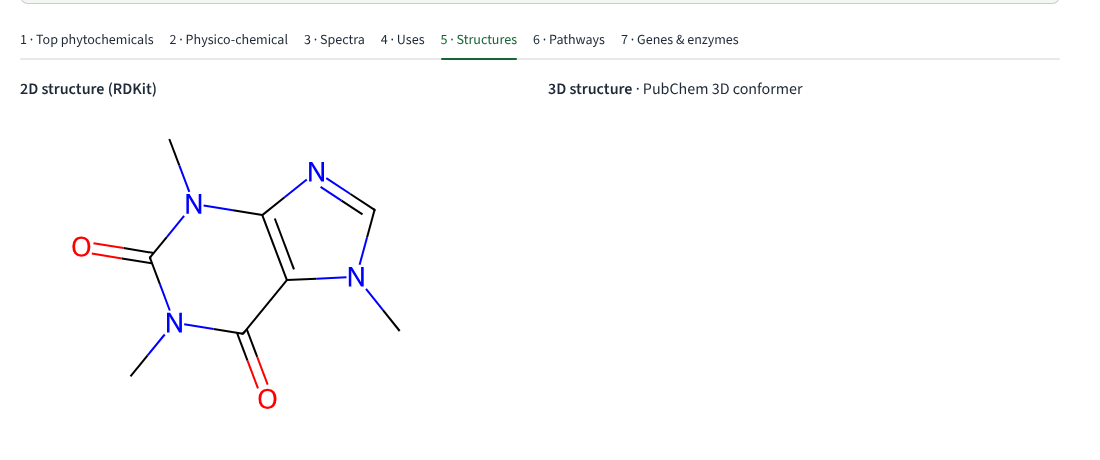 1 · Top phytochemicals 2 · Physico-chemical 3 · Spectra 4 · Uses 5 · Structures 6 · Pathways 7 · Genes & enzymes
2D structure (RDKit)
3D structure · PubChem 3D conformer
N
N
O
N
N
O